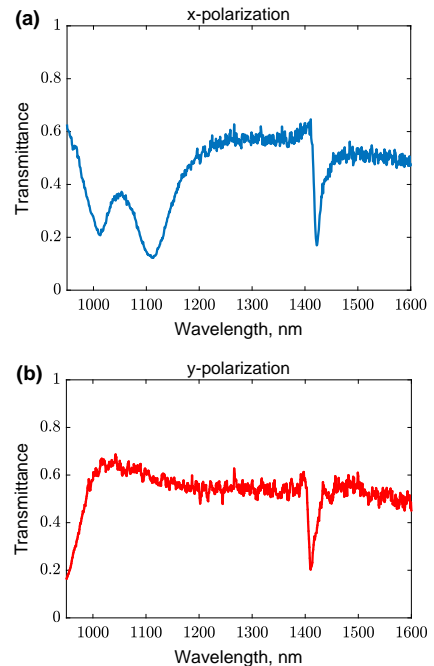 (a)
x-polarization
1
0.8
0.6
0.4
0.2
0
Transmittance
1000 1100 1200 1300 1400 1500 1600
Wavelength, nm
(b)
y-polarization
1
0.8
0.6
0.4
0.2
0
Transmittance
1000 1100 1200 1300 1400 1500 1600
Wavelength, nm